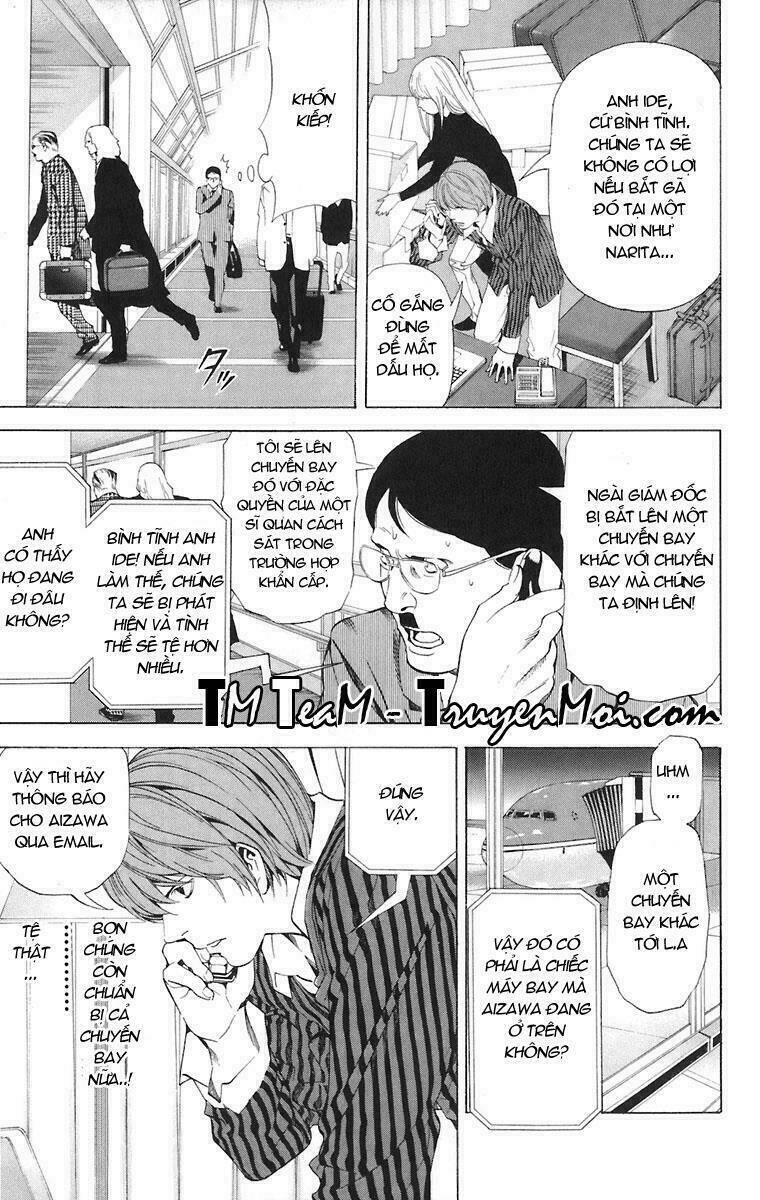 ANH IDE,
CỨ BÌNH TĨNH.
CHÚNG TA SẼ
KHÔNG CÓ LỢI
NẾU BẮT GÃ
ĐÓ TẠI MỘT
NƠI NHƯ
NARITA...
CỐ GẮNG
ĐỪNG
ĐỂ MẤT
DẤU HỌ.
KHỐN
KIẾP!
タッ
NGÀI GIÁM ĐỐC
BỊ BẮT LÊN MỘT
CHUYẾN BAY
KHÁC VỚI CHUYẾN
BAY MÀ CHÚNG
TA ĐỊNH LÊN!
TÔI SẼ LÊN
CHUYẾN BAY
ĐÓ VỚI ĐẶC
QUYỀN CỦA MỘT
SĨ QUAN CẢNH
SÁT TRONG
TRƯỜNG HỢP
KHẨN CẤP.
BÌNH TĨNH ANH
IDE! NẾU ANH
LÀM THẾ, CHÚNG
TA SẼ BỊ PHÁT
HIỆN VÀ TÌNH
THẾ SẼ TỆ HƠN
NHIỀU.
ANH
CÓ THẤY
HỌ ĐANG
ĐI ĐÂU
KHÔNG?
TM TeaM - TruyenMoi.com
UHM
...
MỘT
CHUYẾN
BAY KHÁC
TỚI L.A
VẬY ĐÓ CÓ
PHẢI LÀ CHIẾC
MÁY BAY MÀ
AIZAWA ĐANG
Ở TRÊN
KHÔNG?
ĐÚNG
VẬY.
VẬY THÌ HÃY
THÔNG BÁO
CHO AIZAWA
QUA EMAIL.
BỌN
CHÚNG
CÒN
CHUẨN
BỊ CẢ
CHUYẾN
BAY
NỮA..!
TỆ
THẬT
...